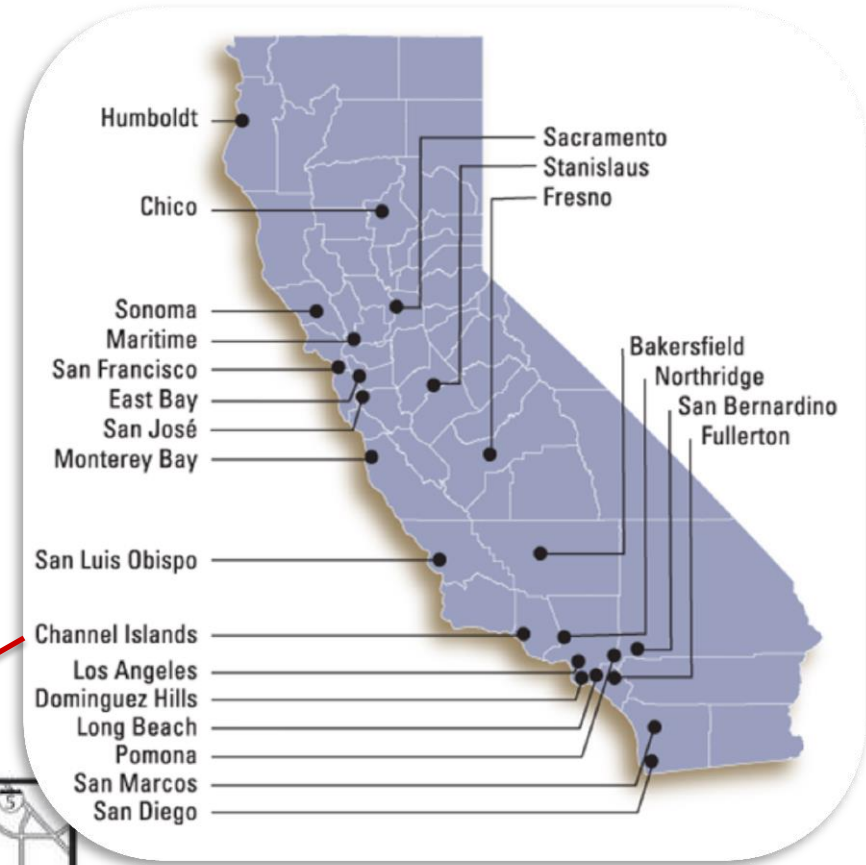 Humboldt
Chico
Sonoma
Maritime
San Francisco
East Bay
San José
Monterey Bay
San Luis Obispo
Channel Islands
Los Angeles
Dominguez Hills
Long Beach
Pomona
San Marcos
San Diego
Sacramento
Stanislaus
Fresno
Bakersfield
Northridge
San Bernardino
Fullerton
5